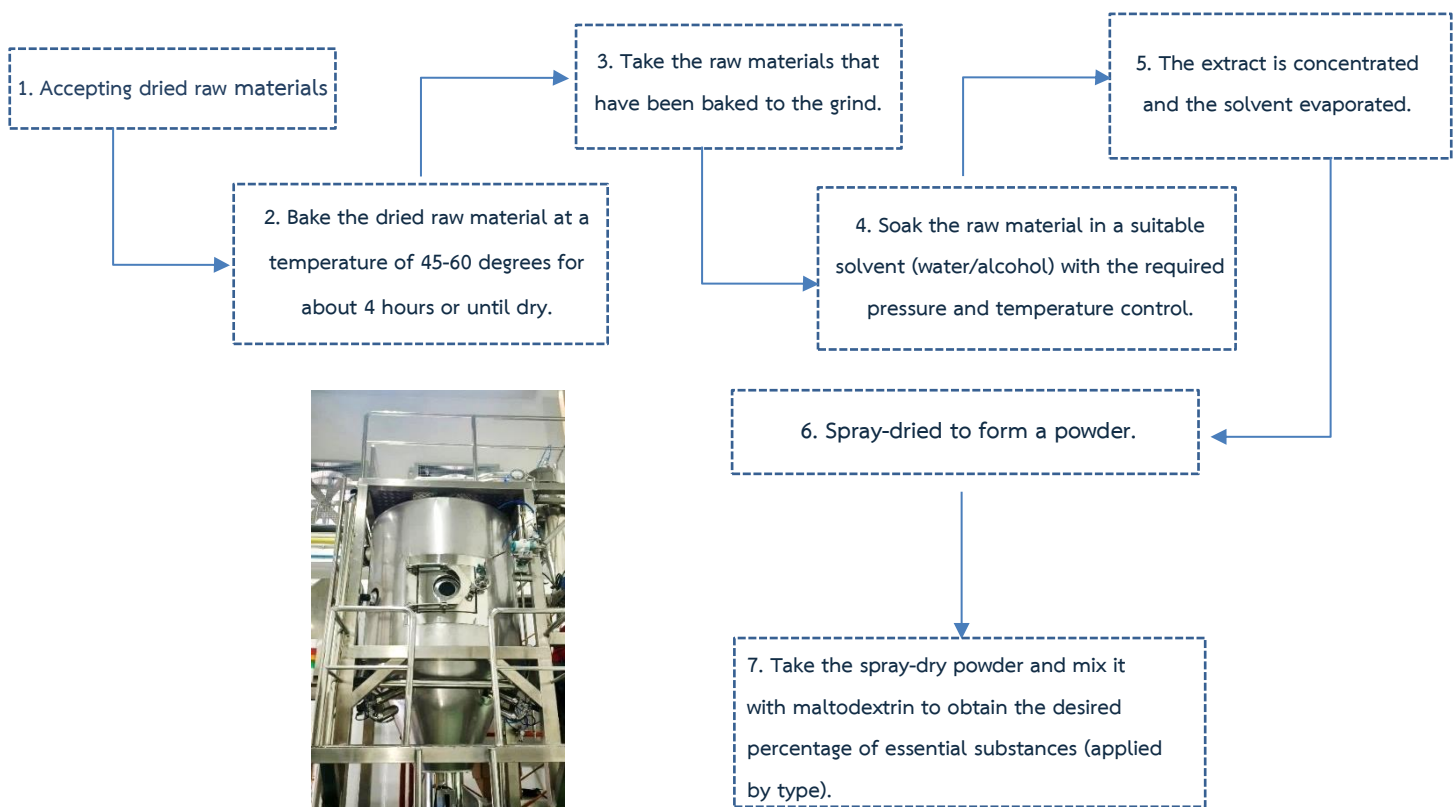 1. Accepting dried raw materials
2. Bake the dried raw material at a
temperature of 45-60 degrees for
about 4 hours or until dry.
3. Take the raw materials that
have been baked to the grind.
4. Soak the raw material in a suitable
solvent (water/alcohol) with the required
pressure and temperature control.
5. The extract is concentrated
and the solvent evaporated.
6. Spray-dried to form a powder.
7. Take the spray-dry powder and mix it
with maltodextrin to obtain the desired
percentage of essential substances (applied
by type).